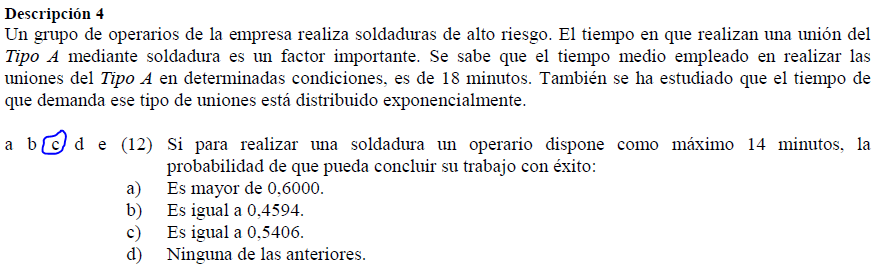 Descripción 4
Un grupo de operarios de la empresa realiza soldaduras de alto riesgo. El tiempo en que realizan una unión del
Tipo A mediante soldadura es un factor importante. Se sabe que el tiempo medio empleado en realizar las
uniones del Tipo A en determinadas condiciones, es de 18 minutos. También se ha estudiado que el tiempo de
que demanda ese tipo de uniones está distribuido exponencialmente.
a b c d e (12) Si para realizar una soldadura un operario dispone como máximo 14 minutos, la
probabilidad de que pueda concluir su trabajo con éxito:
a) Es mayor de 0,6000.
b) Es igual a 0,4594.
c) Es igual a 0,5406.
d) Ninguna de las anteriores.